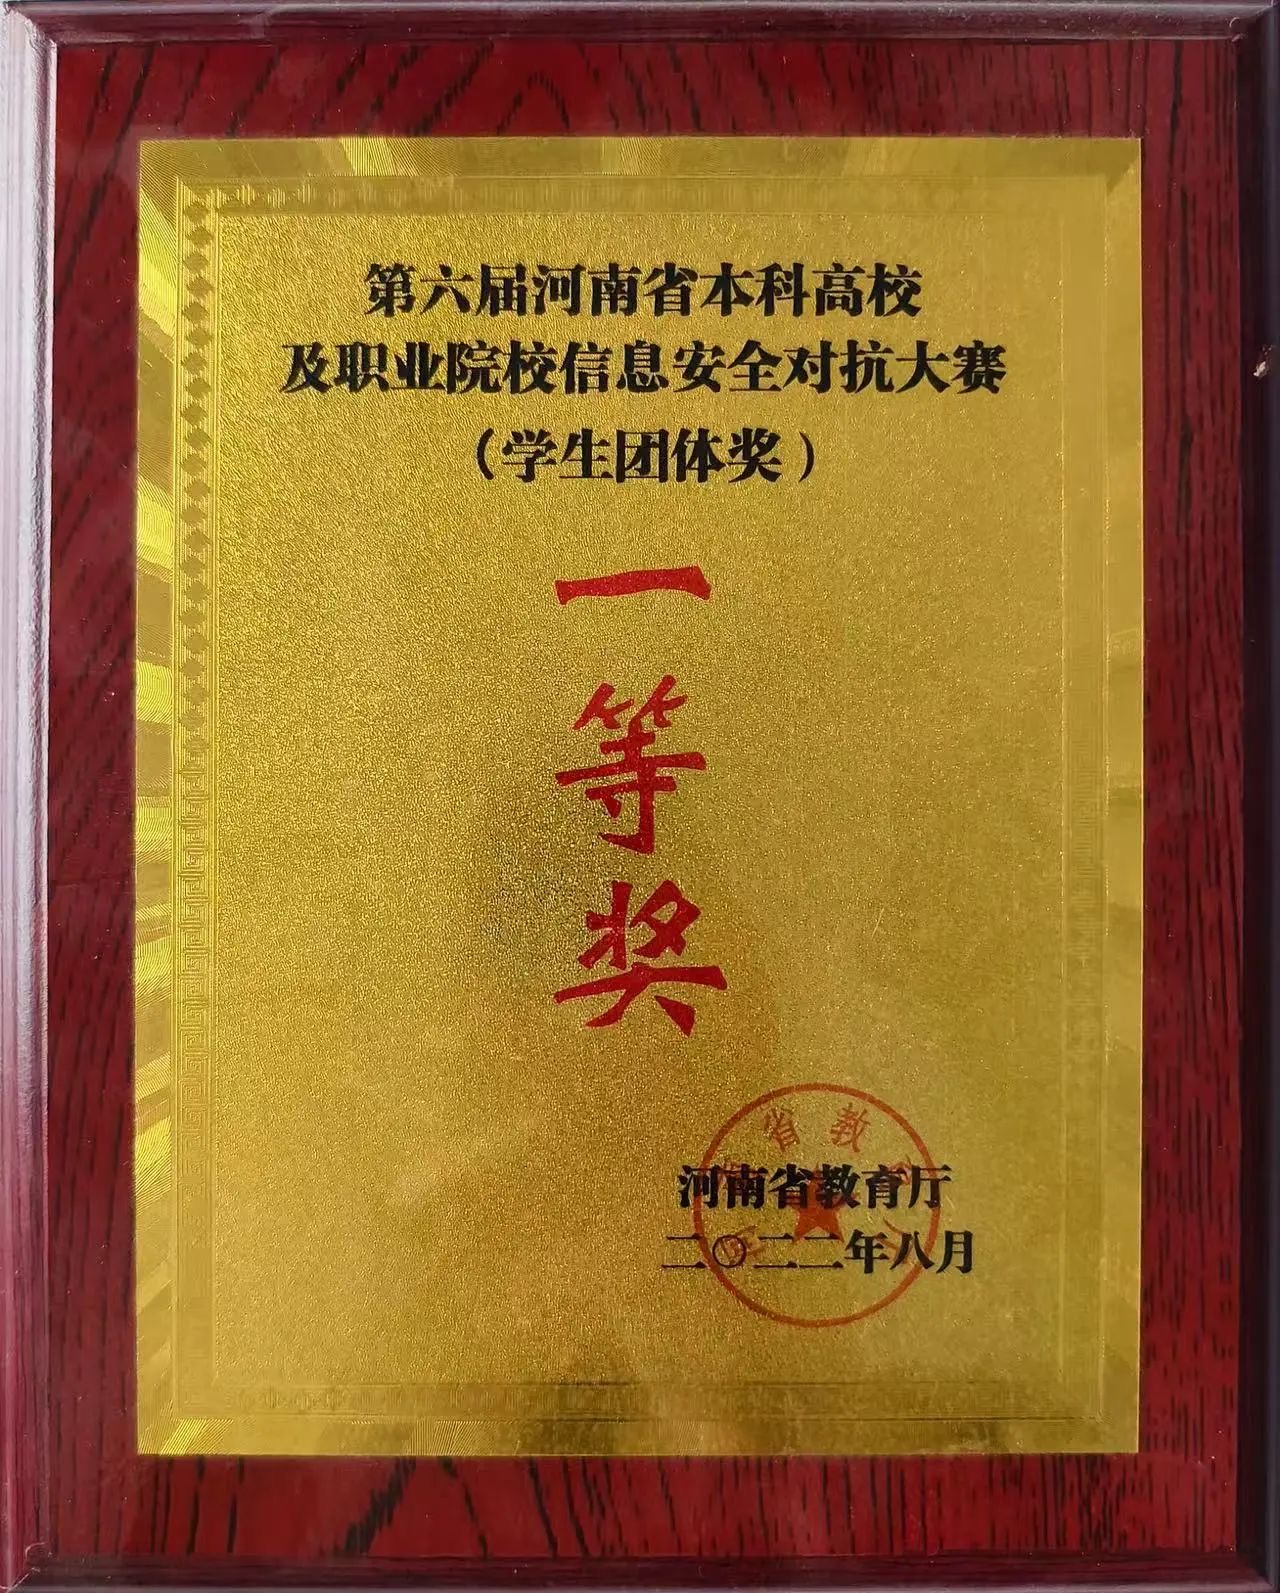 第六届河南省本科高校
及职业院校信息安全对抗大赛
（学生团体奖）
一
等
奖
省教
河南省教育厅
二〇二二年八月